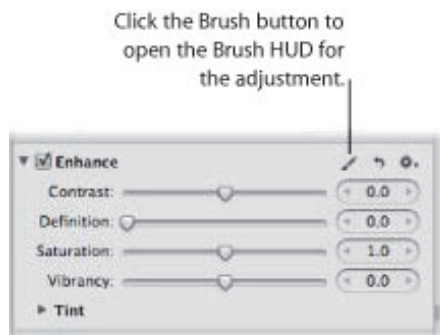 Click the Brush button to
open the Brush HUD for
the adjustment.
Enhance
Contrast: 0.0
Definition: 0.0
Saturation: 1.0
Vibrancy: 0.0
Tint